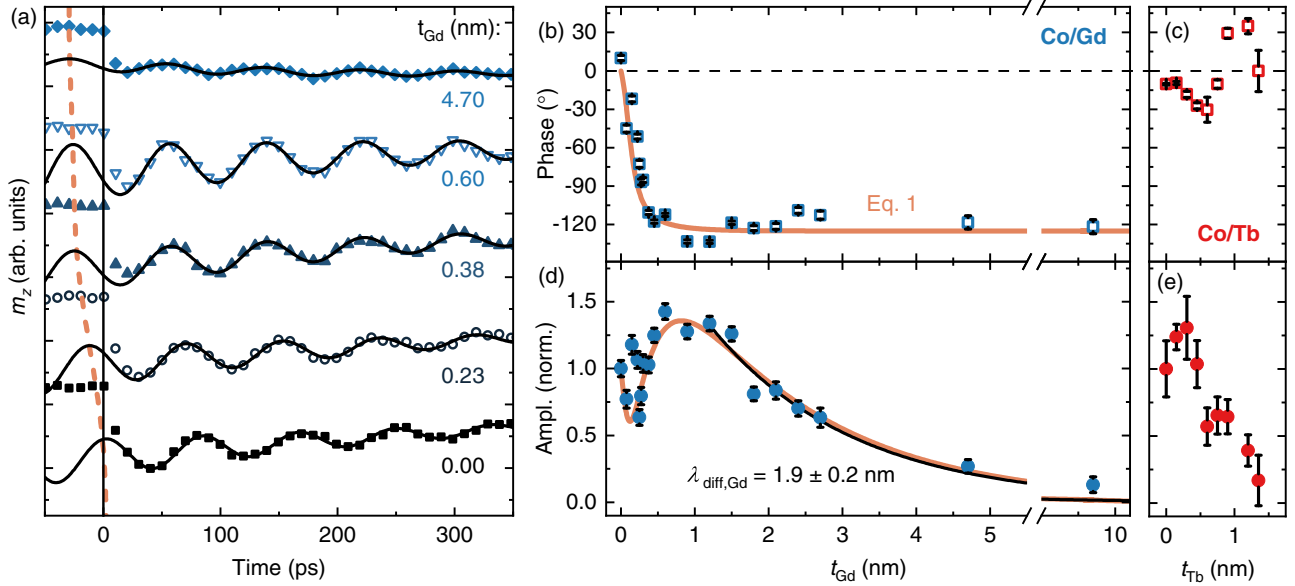 (a)
t_Gd (nm):
4.70
0.60
0.38
0.23
0.00
m_z (arb. units)
0
100
200
300
Time (ps)
(b)
Co/Gd
30
0
-30
-60
-90
-120
Phase (°)
Eq. 1
(c)
Co/Tb
(d)
1.5
1.0
0.5
0.0
Ampl. (norm.)
λ_diff,Gd = 1.9 ± 0.2 nm
0
1
2
3
4
5
10
t_Gd (nm)
(e)
0
1
t_Tb (nm)